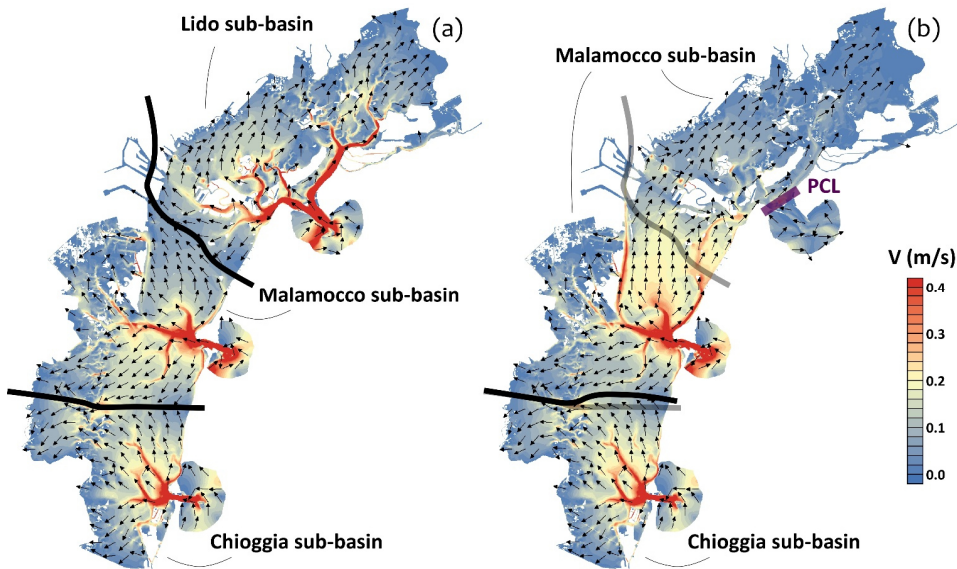 Lido sub-basin
(a)
Malamocco sub-basin
Chioggia sub-basin
(b)
Malamocco sub-basin
PCL
V (m/s)
0.4
0.3
0.2
0.1
0.0
Chioggia sub-basin